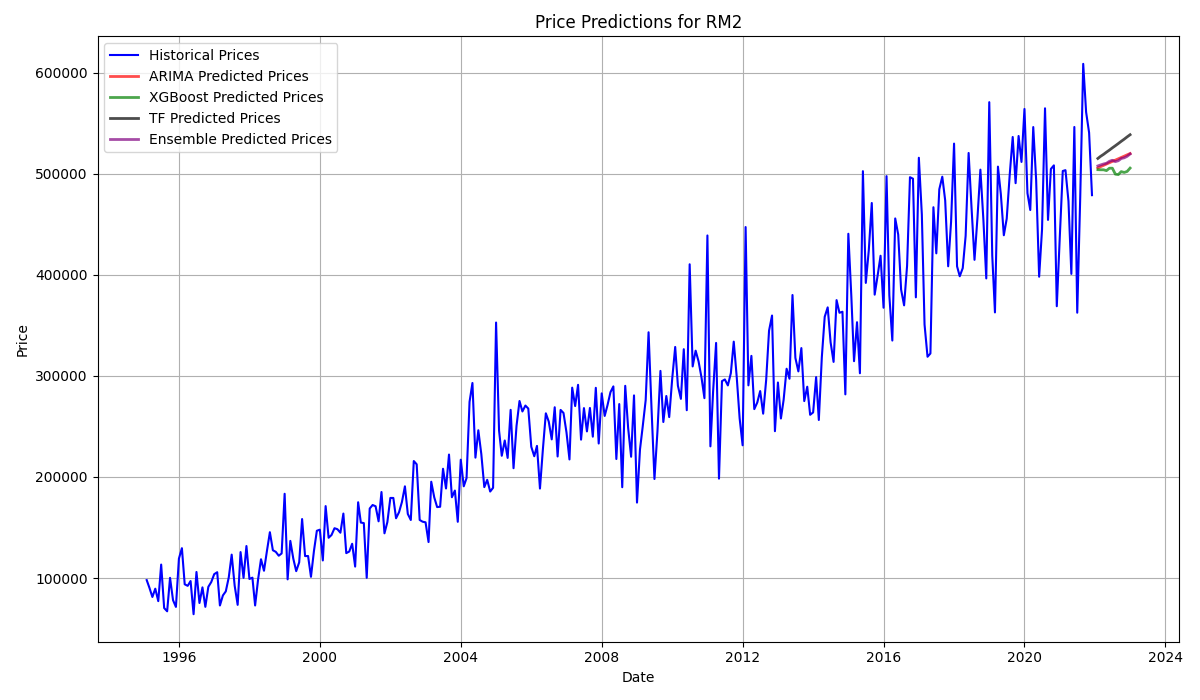 Price Predictions for RM2
Historical Prices
ARIMA Predicted Prices
XGBoost Predicted Prices
TF Predicted Prices
Ensemble Predicted Prices
600000
500000
400000
300000
200000
100000
Price
1996 2000 2004 2008 2012 2016 2020 2024
Date